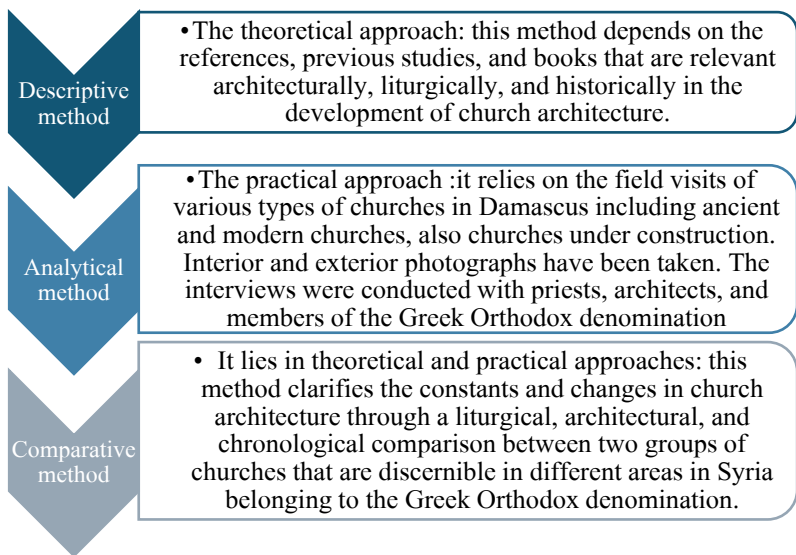 Descriptive
method
•The theoretical approach: this method depends on the
references, previous studies, and books that are relevant
architecturally, liturgically, and historically in the
development of church architecture.
Analytical
method
•The practical approach :it relies on the field visits of
various types of churches in Damascus including ancient
and modern churches, also churches under construction.
Interior and exterior photographs have been taken. The
interviews were conducted with priests, architects, and
members of the Greek Orthodox denomination
Comparative
method
• It lies in theoretical and practical approaches: this
method clarifies the constants and changes in church
architecture through a liturgical, architectural, and
chronological comparison between two groups of
churches that are discernible in different areas in Syria
belonging to the Greek Orthodox denomination.